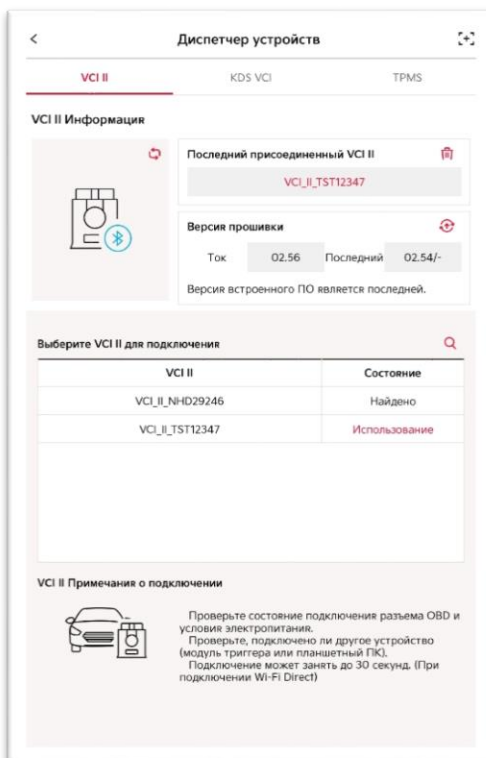 Диспетчер устройств
VCI II
KDS VCI
TPMS
VCI II Информация
Последний присоединенный VCI II
VCI_II_TST12347
Версия прошивки
Ток 02.56 Последний 02.54/-
Версия встроенного ПО является последней.
Выберите VCI II для подключения
VCI II Состояние
VCI_II_NHD29246 Найдено
VCI_II_TST12347 Использование
VCI II Примечания о подключении
Проверьте состояние подключения разъема OBD и
условия электропитания.
Проверьте, подключено ли другое устройство
(модуль триггера или планшетный ПК).
Подключение может занять до 30 секунд. (При
подключении Wi-Fi Direct)